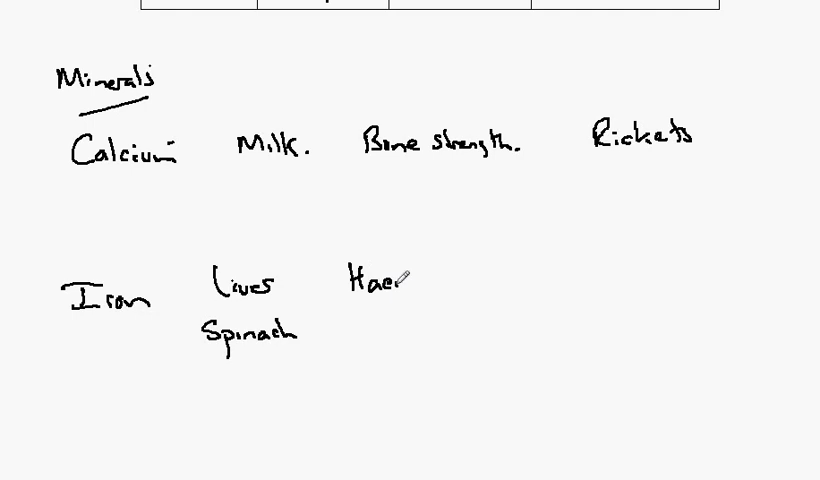 Minerals
Calcium Milk. Bone strength. Rickets
Iron Lives Hae
Spinach